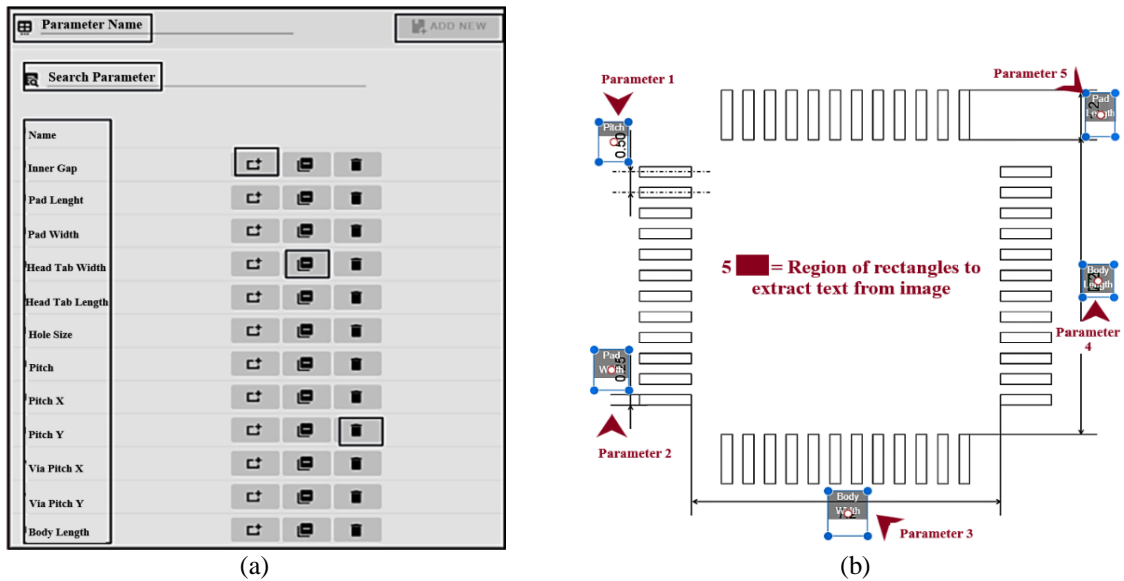 Parameter Name
ADD NEW
Search Parameter
Name
Inner Gap
Pad Lenght
Pad Width
Head Tab Width
Head Tab Length
Hole Size
Pitch
Pitch X
Pitch Y
Via Pitch X
Via Pitch Y
Body Length
(a)
Parameter 1
Parameter 5
Pad
Length
Pitch
0.50
5 = Region of rectangles to
extract text from image
Body
Length
Parameter
4
Pad
Width
0.25
Parameter 2
Body
Width
Parameter 3
(b)